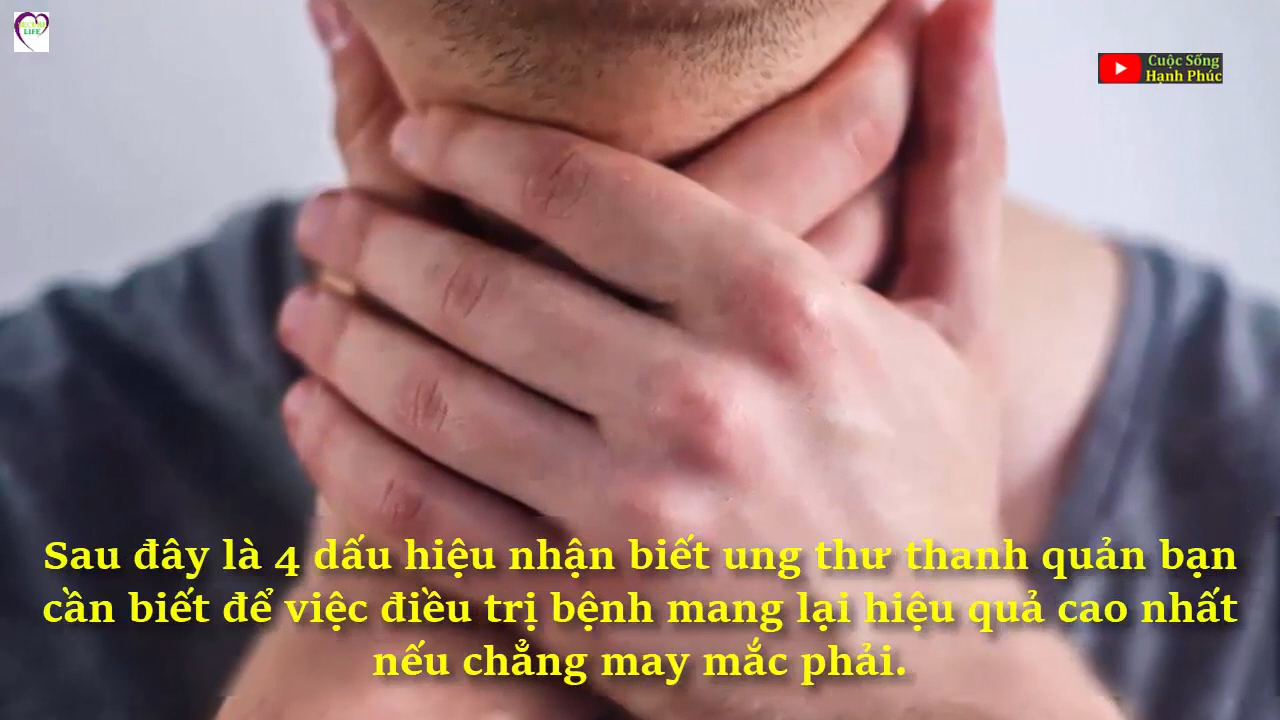 LIFE
Cuộc Sống
Hạnh Phúc
Sau đây là 4 dấu hiệu nhận biết ung thư thanh quản bạn
cần biết để việc điều trị bệnh mang lại hiệu quả cao nhất
nếu chẳng may mắc phải.